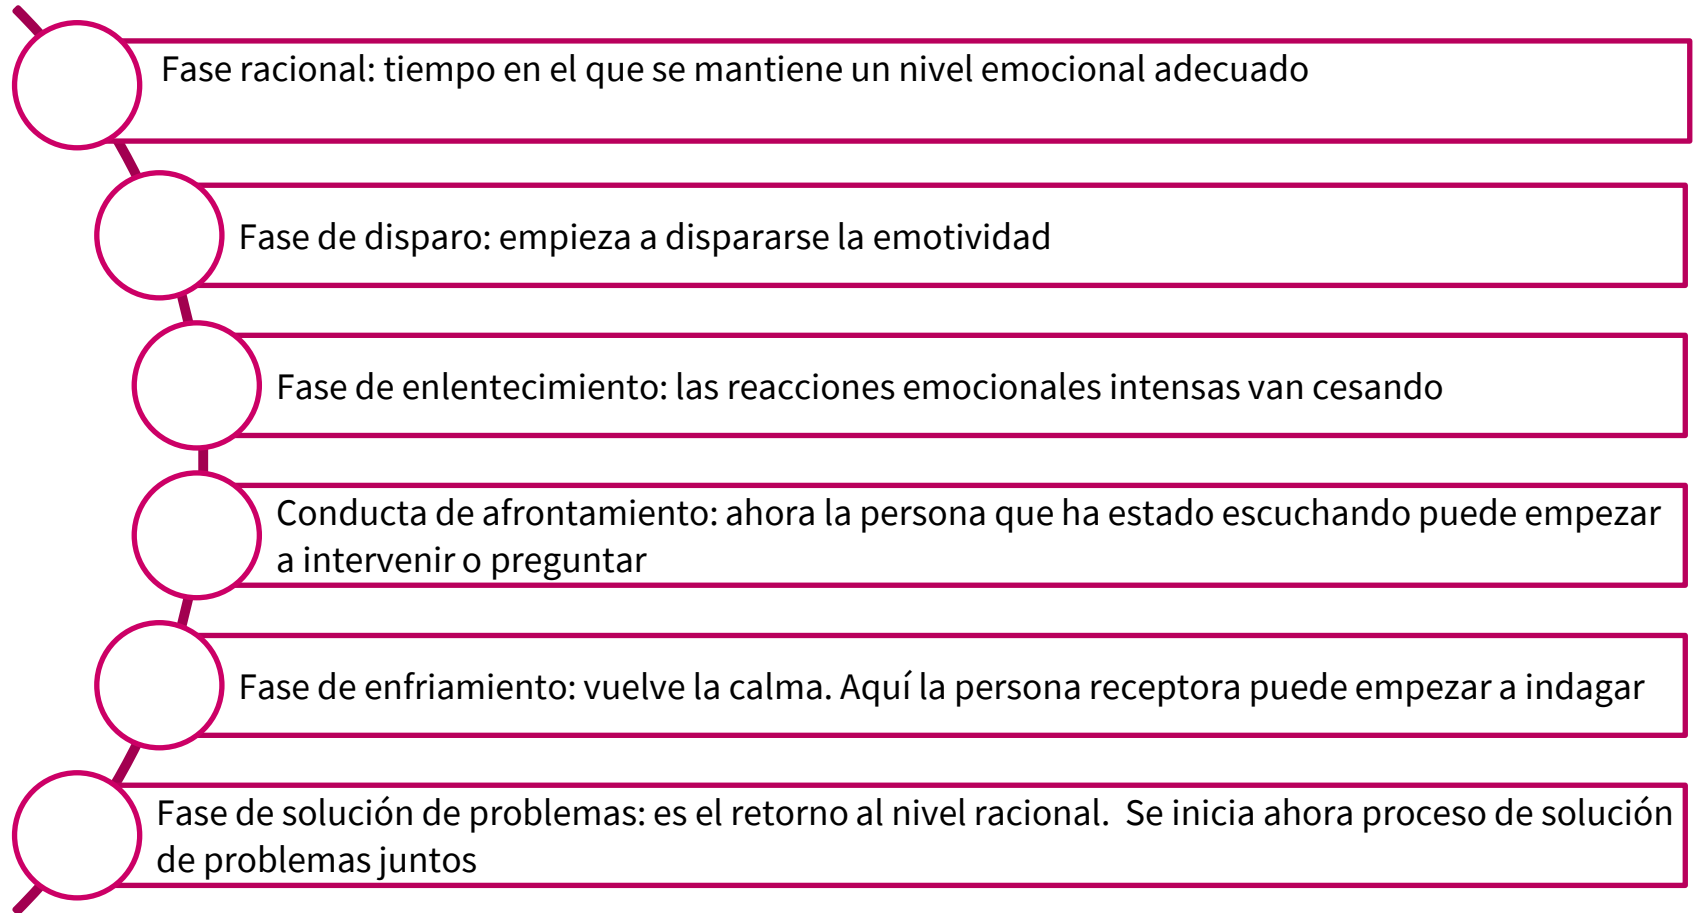 Fase racional: tiempo en el que se mantiene un nivel emocional adecuado
Fase de disparo: empieza a dispararse la emotividad
Fase de enlentecimiento: las reacciones emocionales intensas van cesando
Conducta de afrontamiento: ahora la persona que ha estado escuchando puede empezar
a intervenir o preguntar
Fase de enfriamiento: vuelve la calma. Aquí la persona receptora puede empezar a indagar
Fase de solución de problemas: es el retorno al nivel racional.  Se inicia ahora proceso de solución
de problemas juntos